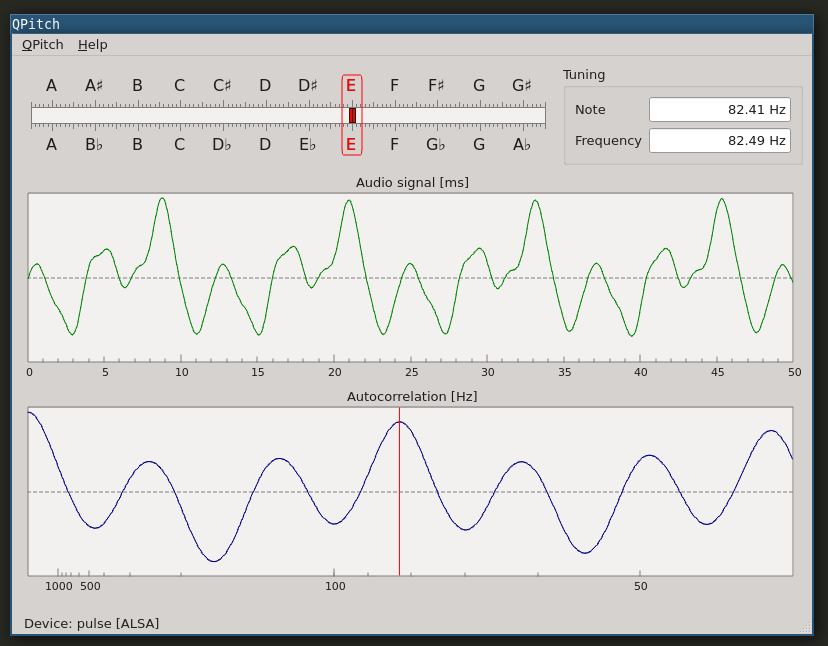 QPitch
QPitch Help
A A♯ B C C♯ D D♯ E F F♯ G G♯
A B♭ B C D♭ D E♭ E F G♭ G A♭
Tuning
Note 82.41 Hz
Frequency 82.49 Hz
Audio signal [ms]
0 5 10 15 20 25 30 35 40 45 50
Autocorrelation [Hz]
1000 500 100 50
Device: pulse [ALSA]